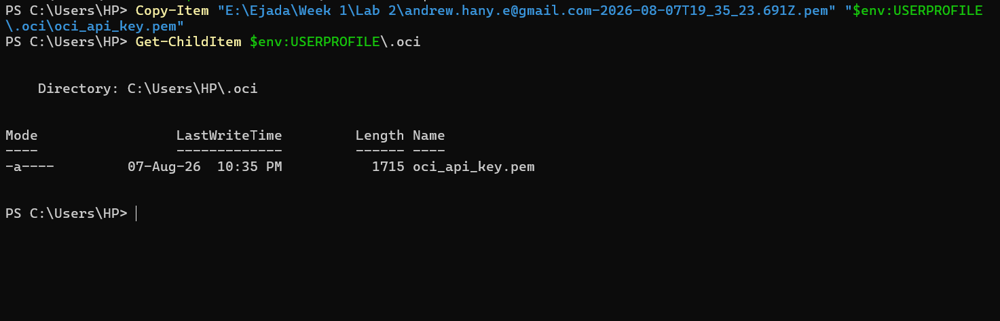 PS C:\Users\HP> Copy-Item "E:\Ejada\Week 1\Lab 2\andrew.hany.e@gmail.com-2026-08-07T19_35_23.691Z.pem" "$env:USERPROFILE
\.oci\oci_api_key.pem"
PS C:\Users\HP> Get-ChildItem $env:USERPROFILE\.oci
    Directory: C:\Users\HP\.oci
Mode                 LastWriteTime         Length Name
----                 -------------         ------ ----
-a----         07-Aug-26  10:35 PM           1715 oci_api_key.pem
PS C:\Users\HP>